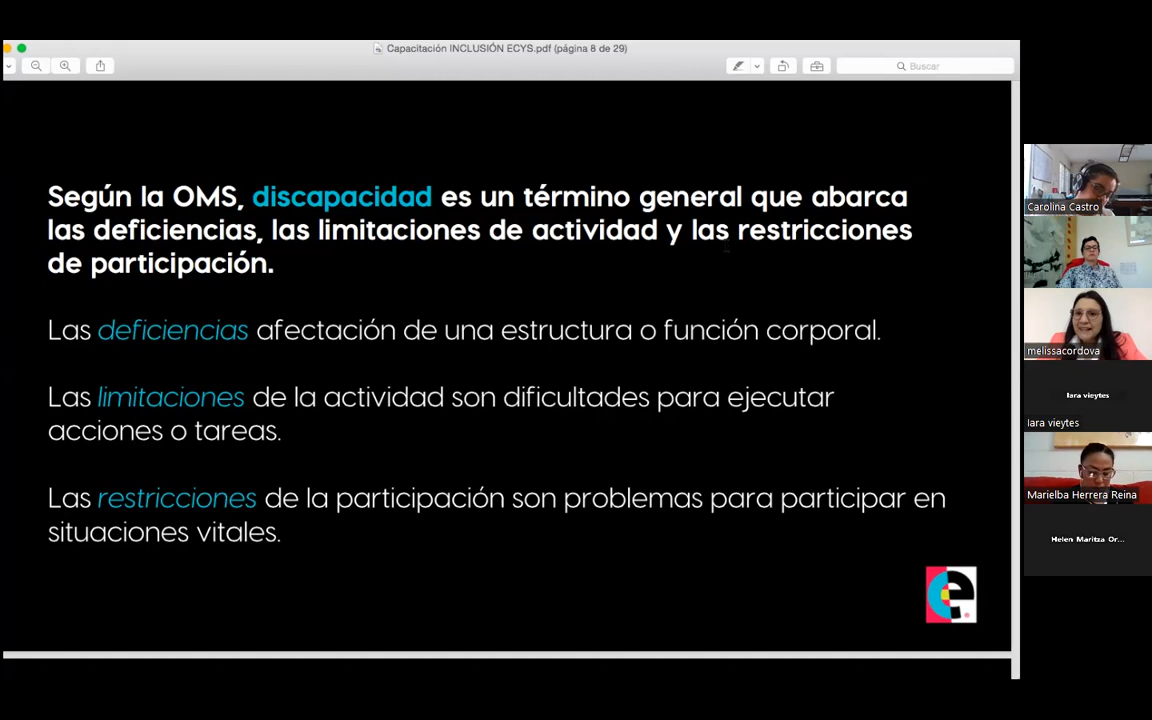 Capacitación INCLUSIÓN ECYS.pdf (página 8 de 29)
Buscar
Según la OMS, discapacidad es un término general que abarca
las deficiencias, las limitaciones de actividad y las restricciones
de participación.
Las deficiencias afectación de una estructura o función corporal.
Las limitaciones de la actividad son dificultades para ejecutar
acciones o tareas.
Las restricciones de la participación son problemas para participar en
situaciones vitales.
Carolina Castro
melissacordova
lara vieytes
lara vieytes
Marielba Herrera Reina
Helen Maritza Or...